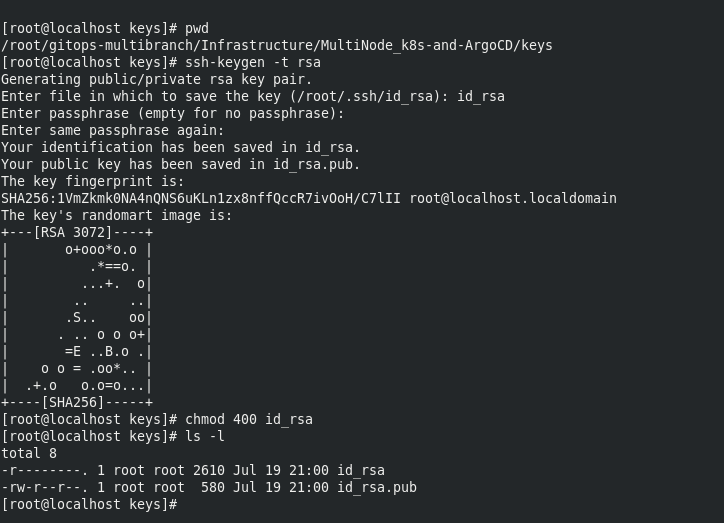 [root@localhost keys]# pwd
/root/gitops-multibranch/Infrastructure/MultiNode_k8s-and-ArgoCD/keys
[root@localhost keys]# ssh-keygen -t rsa
Generating public/private rsa key pair.
Enter file in which to save the key (/root/.ssh/id_rsa): id_rsa
Enter passphrase (empty for no passphrase):
Enter same passphrase again:
Your identification has been saved in id_rsa.
Your public key has been saved in id_rsa.pub.
The key fingerprint is:
SHA256:1VmZkmk0NA4nQNS6uKLn1zx8nffQccR7ivOoH/C7lII root@localhost.localdomain
The key's randomart image is:
+---[RSA 3072]----+
|       o+ooo*o.o |
|          .*==o. |
|         ...+.  o|
|        ..     ..|
|       .S..    oo|
|      . .. o o o+|
|       =E ..B.o .|
|    o o = .oo*.. |
|  .+.o   o.o=o...|
+----[SHA256]-----+
[root@localhost keys]# chmod 400 id_rsa
[root@localhost keys]# ls -l
total 8
-r--------. 1 root root 2610 Jul 19 21:00 id_rsa
-rw-r--r--. 1 root root  580 Jul 19 21:00 id_rsa.pub
[root@localhost keys]#